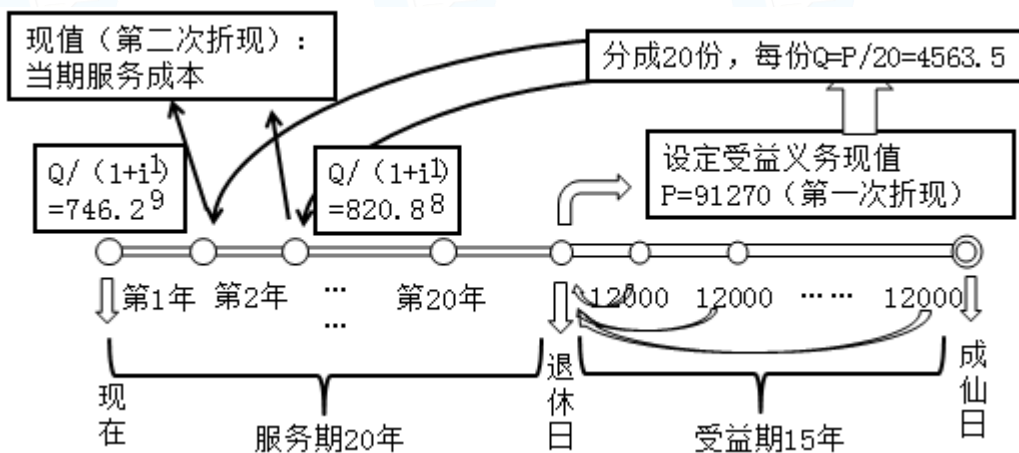 现值（第二次折现）：
当期服务成本
分成20份，每份Q=P/20=4563.5
Q/（1+i）19
=746.2
Q/（1+i）18
=820.8
设定受益义务现值
P=91270（第一次折现）
第1年
第2年
…
…
第20年
12000
12000
……
12000
现在
退休日
成仙日
服务期20年
受益期15年